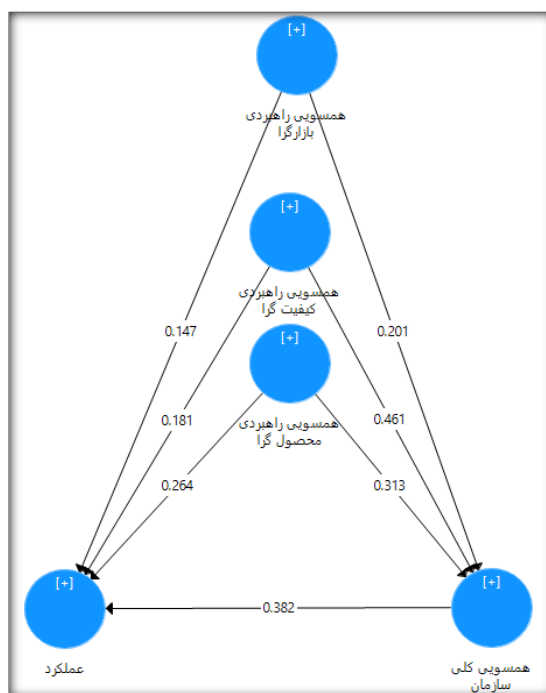 [+]
همسویی راهبردی
بازارگرا
[+]
همسویی راهبردی
کیفیت گرا
0.147
0.201
[+]
همسویی راهبردی
محصول گرا
0.181
0.461
0.264
0.313
[+]
عملکرد
0.382
[+]
همسویی کلی
سازمان